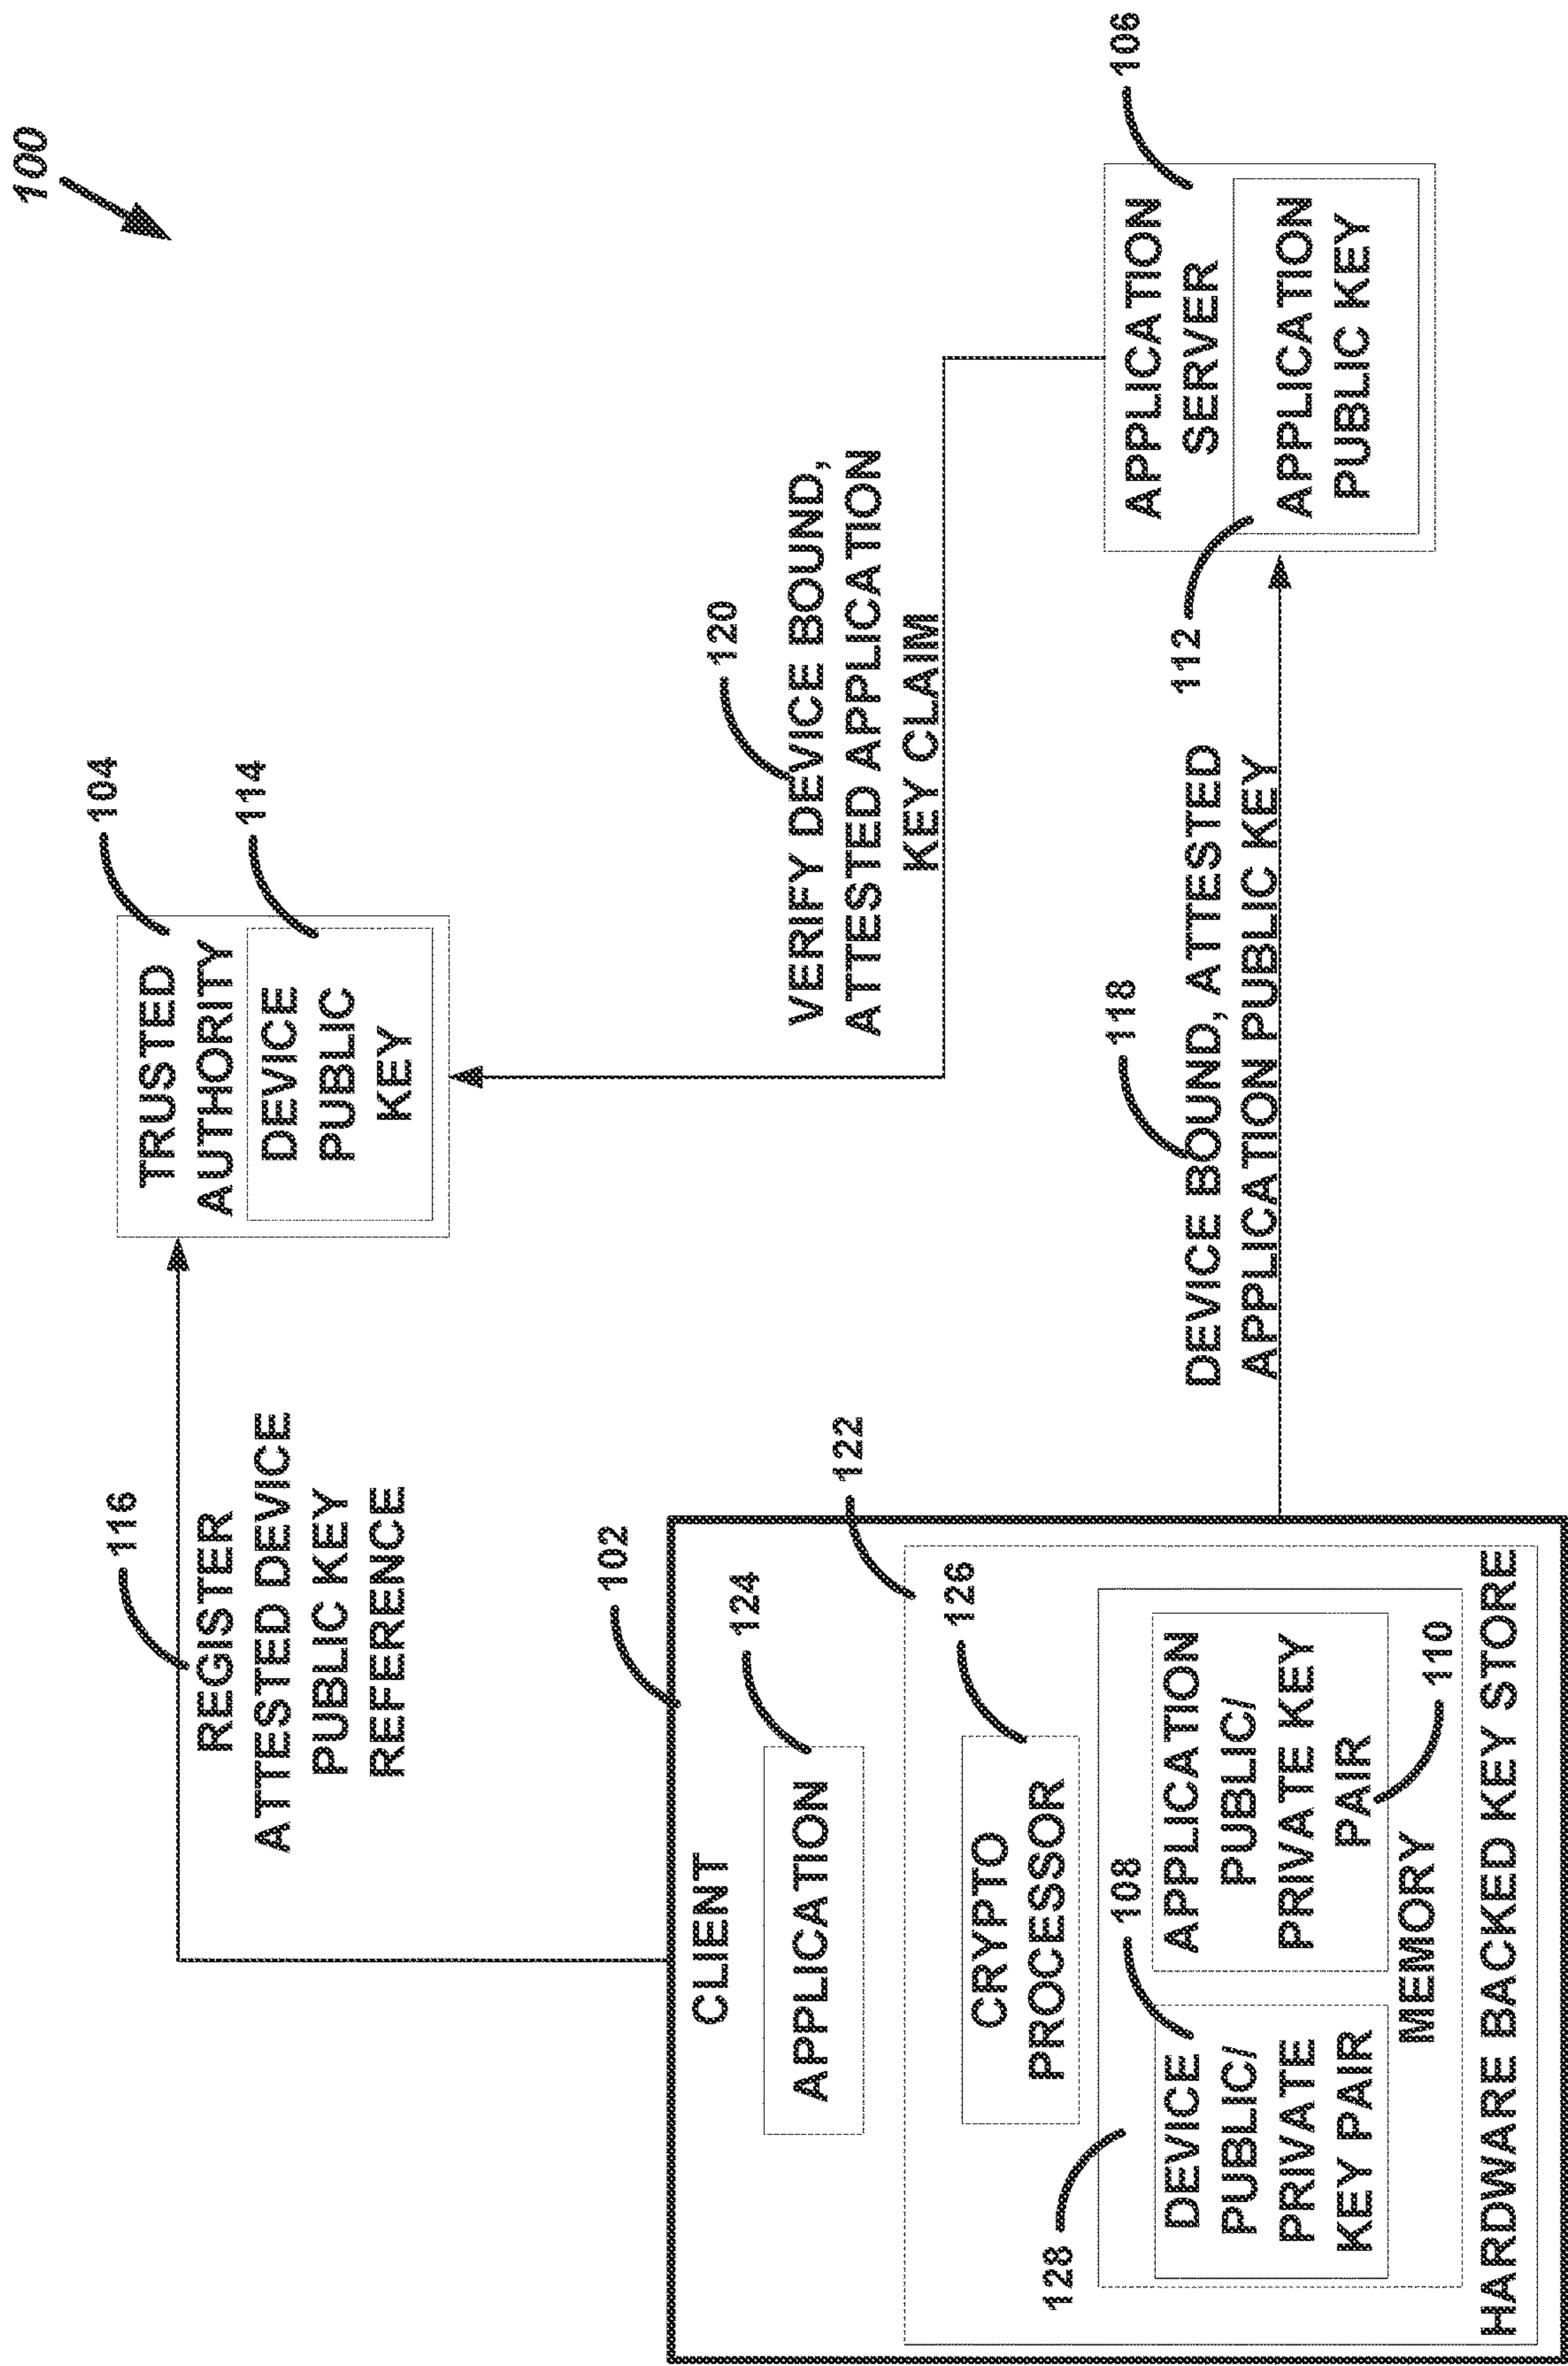 100
116
REGISTER
ATTESTED DEVICE
PUBLIC KEY
REFERENCE
104
TRUSTED
AUTHORITY
114
DEVICE
PUBLIC
KEY
120
VERIFY DEVICE BOUND,
ATTESTED APPLICATION
KEY CLAIM
102
CLIENT
124
APPLICATION
122
126
CRYPTO
PROCESSOR
128
108
DEVICE
PUBLIC/
PRIVATE
KEY PAIR
APPLICATION
PUBLIC/
PRIVATE KEY
PAIR
110
MEMORY
HARDWARE BACKED KEY STORE
118
DEVICE BOUND, ATTESTED
APPLICATION PUBLIC KEY
106
APPLICATION
SERVER
112
APPLICATION
PUBLIC KEY